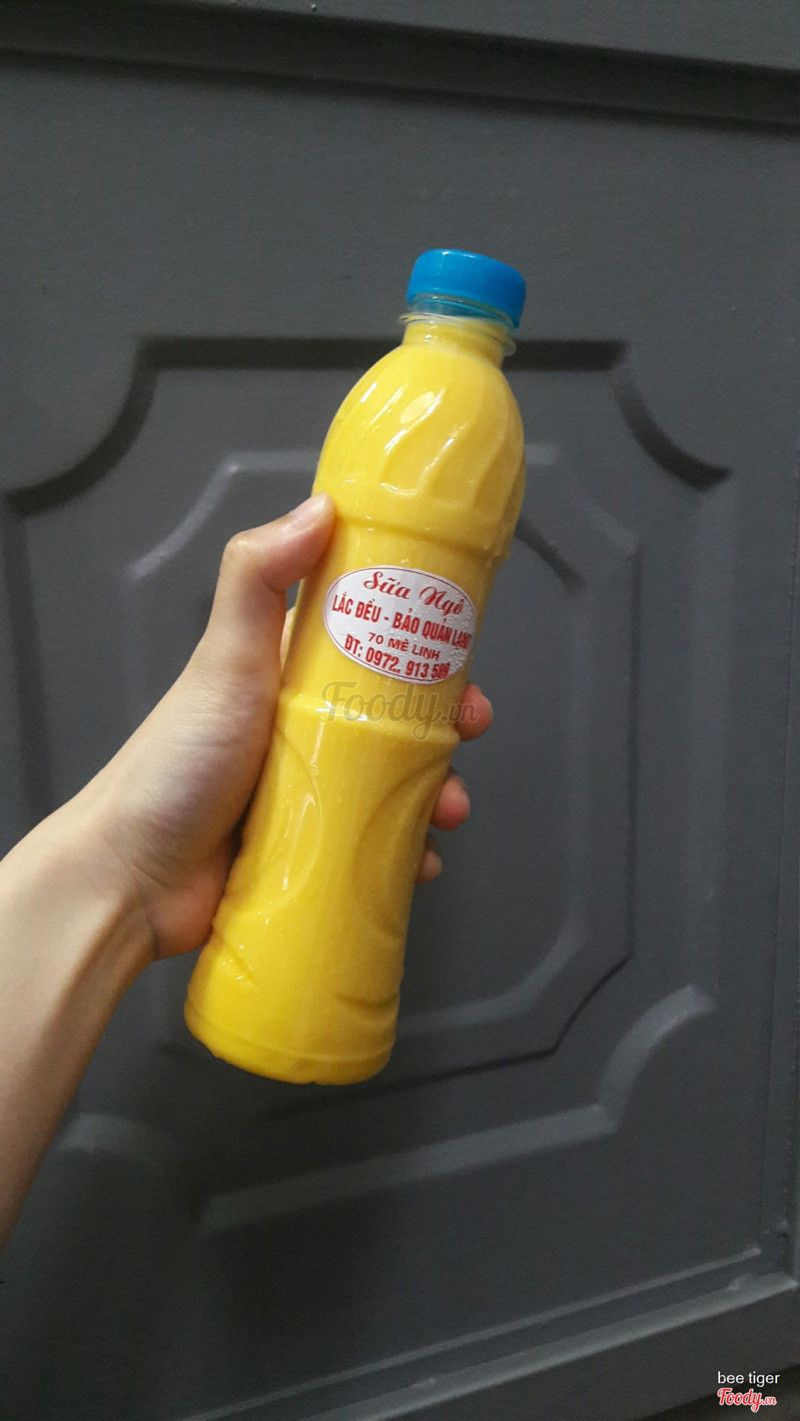 Sữa Ngô
LẮC ĐỀU - BẢO QUẢN LẠNH
70 MÊ LINH
ĐT: 0972. 913 589
Foody.vn
bee tiger
Foody.vn